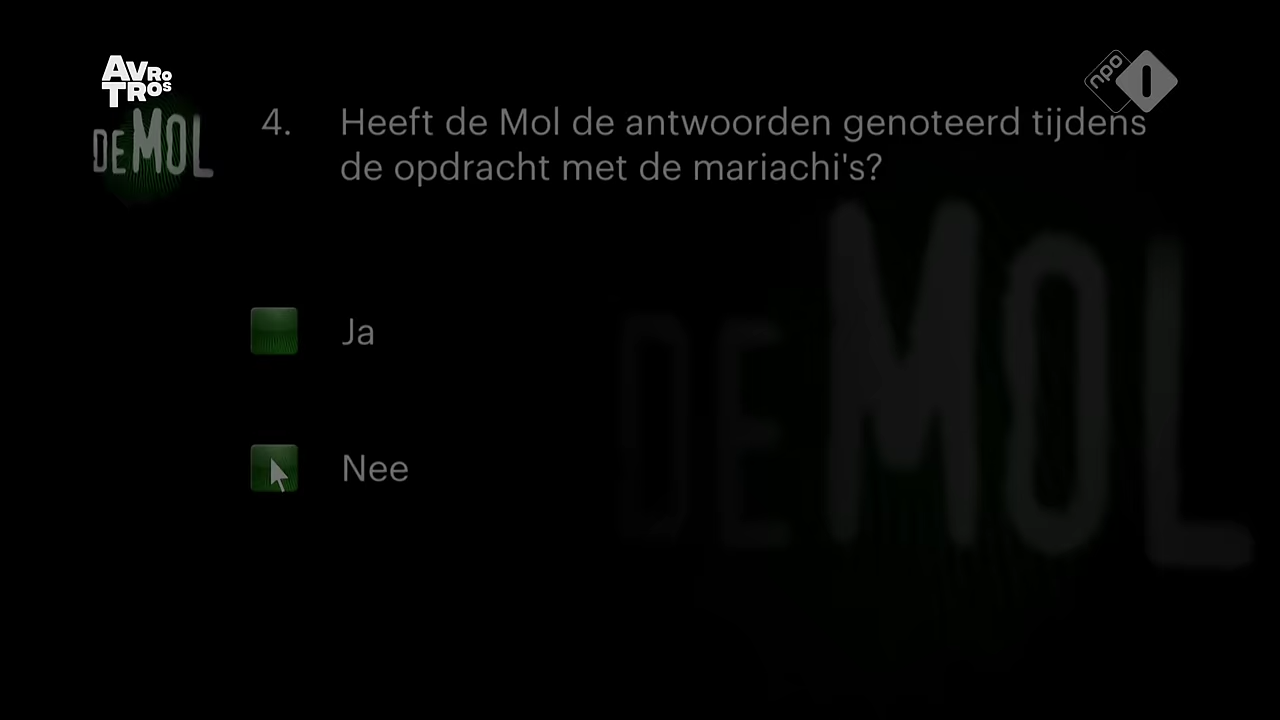 AVRO
TROS
npo 1
DE MOL
4. Heeft de Mol de antwoorden genoteerd tijdens
de opdracht met de mariachi's?
Ja
Nee
DE MOL